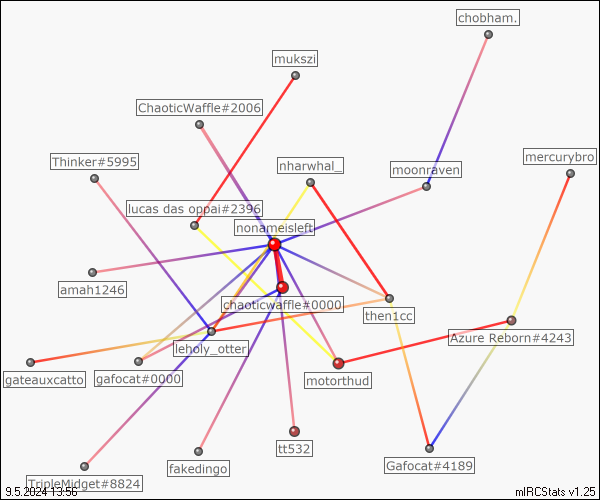 chobham.
mukszi
ChaoticWaffle#2006
Thinker#5995
nharwhal_
mercurybro
moonraven
lucas das oppai#2396
nonameisleft
amah1246
chaoticwaffle#0000
then1cc
Azure Reborn#4243
leholy_otter
gateauxcatto
gafocat#0000
motorthud
tt532
Gafocat#4189
fakedingo
TripleMidget#8824
9.5.2024 13:56
mIRCStats v1.25